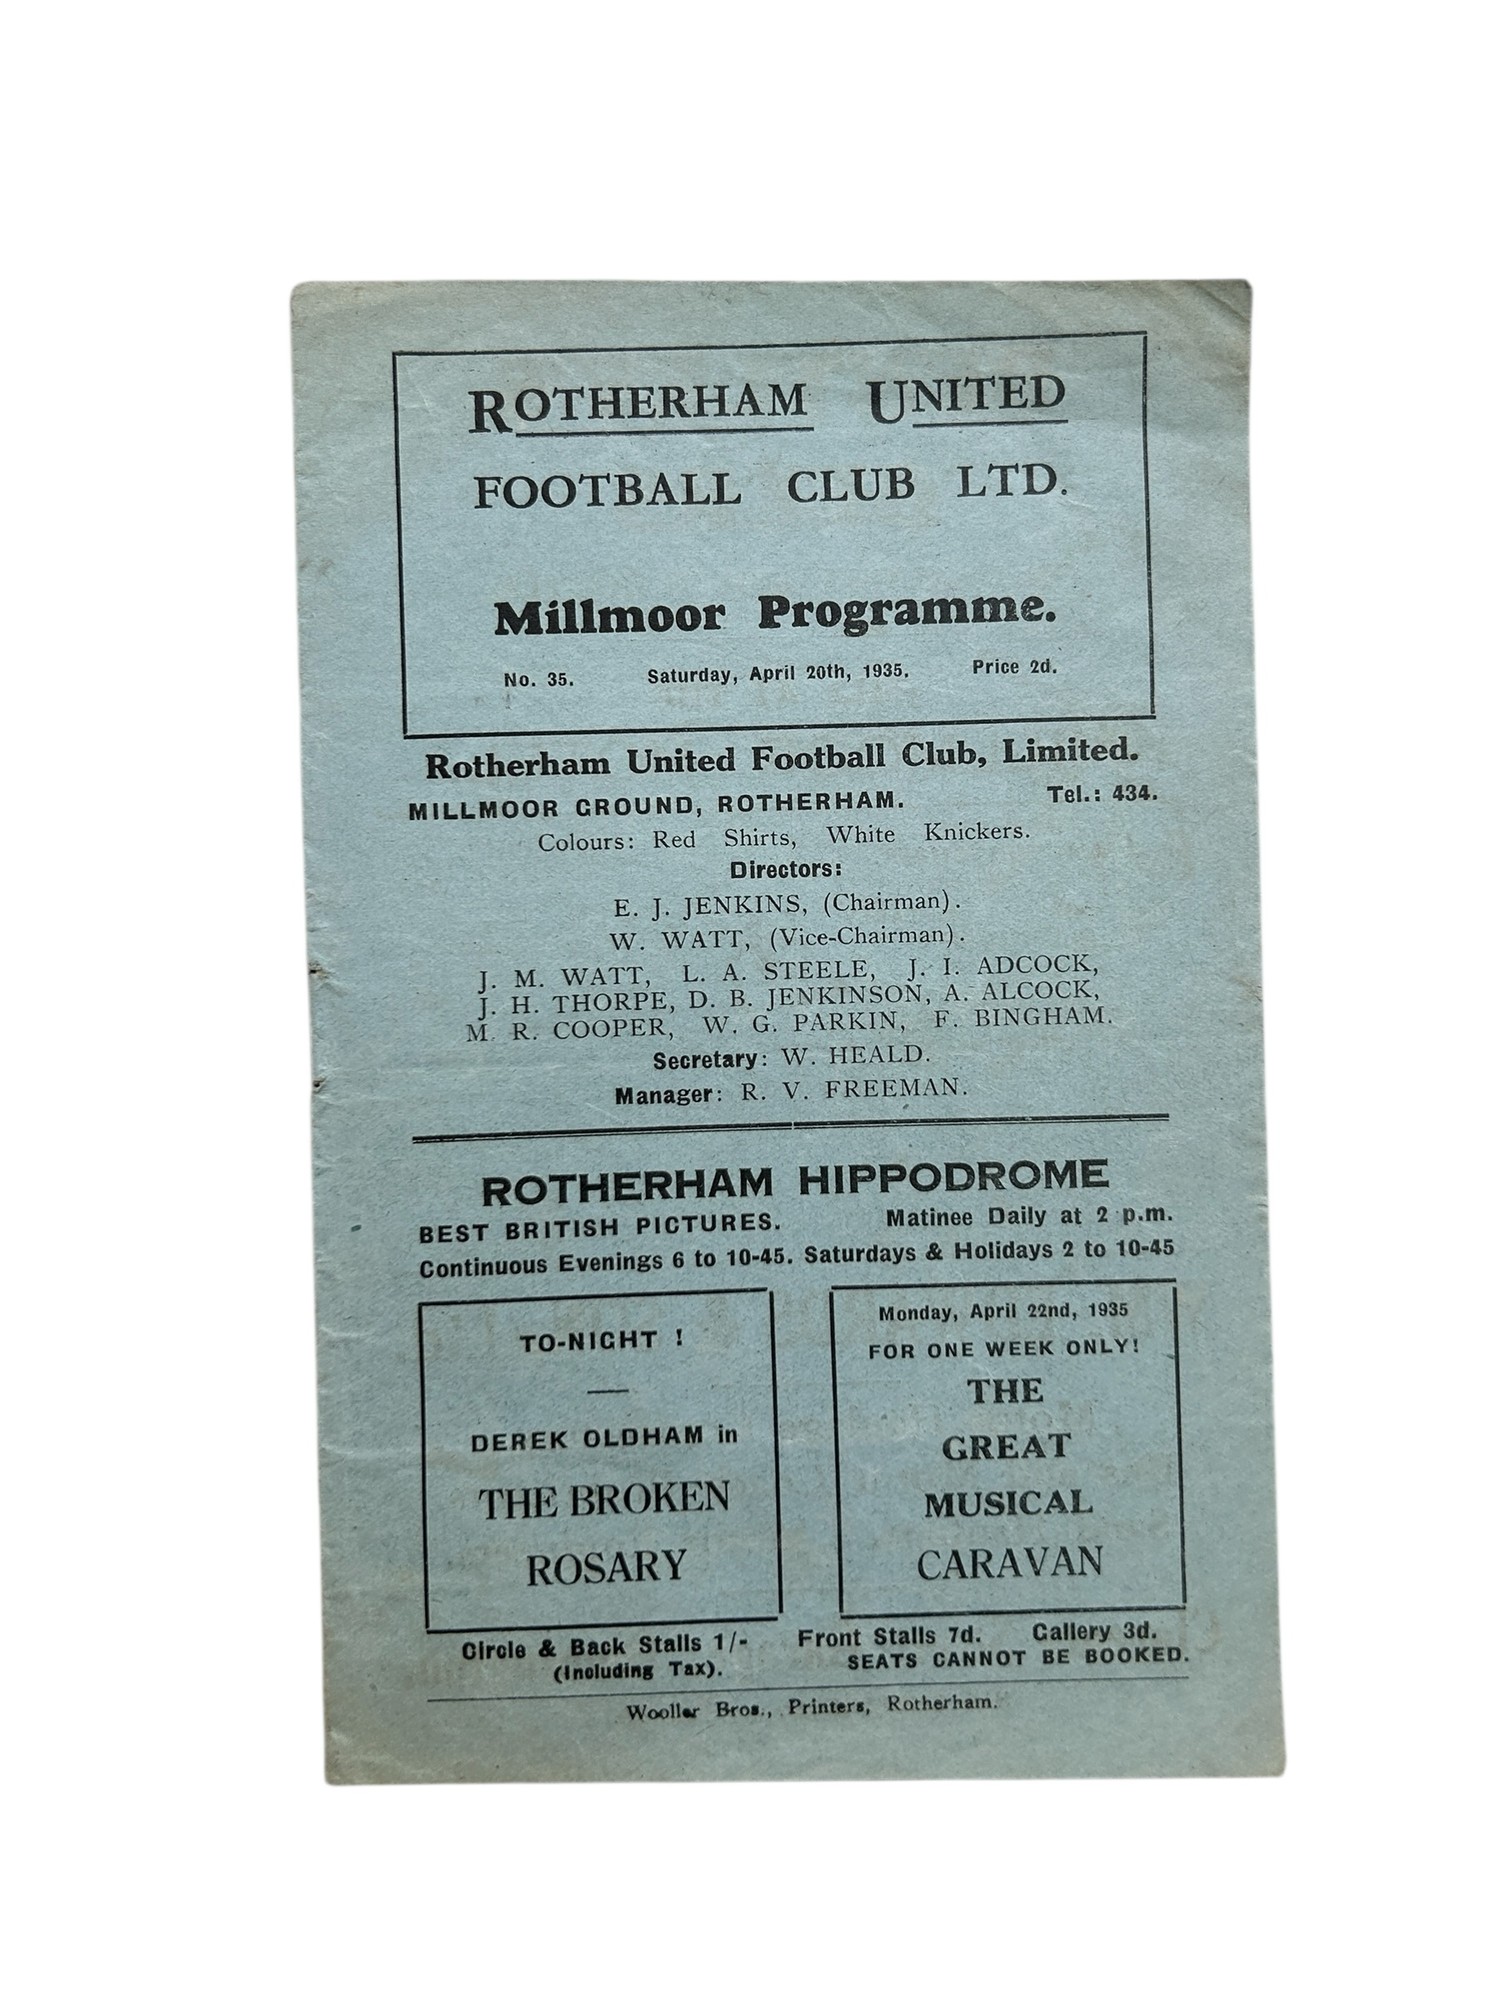 ROTHERHAM UNITED
FOOTBALL CLUB LTD.
Millmoor Programme.
No. 35. Saturday, April 20th, 1935. Price 2d.
Rotherham United Football Club, Limited.
MILLMOOR GROUND, ROTHERHAM. Tel.: 434.
Colours: Red Shirts, White Knickers.
Directors:
E. J. JENKINS, (Chairman).
W. WATT, (Vice-Chairman).
J. M. WATT, L. A. STEELE, J. I. ADCOCK,
J. H. THORPE, D. B. JENKINSON, A. ALCOCK,
M. R. COOPER, W. G. PARKIN, F. BINGHAM.
Secretary: W. HEALD.
Manager: R. V. FREEMAN.
ROTHERHAM HIPPODROME
BEST BRITISH PICTURES. Matinee Daily at 2 p.m.
Continuous Evenings 6 to 10-45. Saturdays & Holidays 2 to 10-45
TO-NIGHT !
DEREK OLDHAM in
THE BROKEN
ROSARY
Monday, April 22nd, 1935
FOR ONE WEEK ONLY!
THE
GREAT
MUSICAL
CARAVAN
Circle & Back Stalls 1/- Front Stalls 7d. Gallery 3d.
(Including Tax). SEATS CANNOT BE BOOKED.
Wooller Bros., Printers, Rotherham.